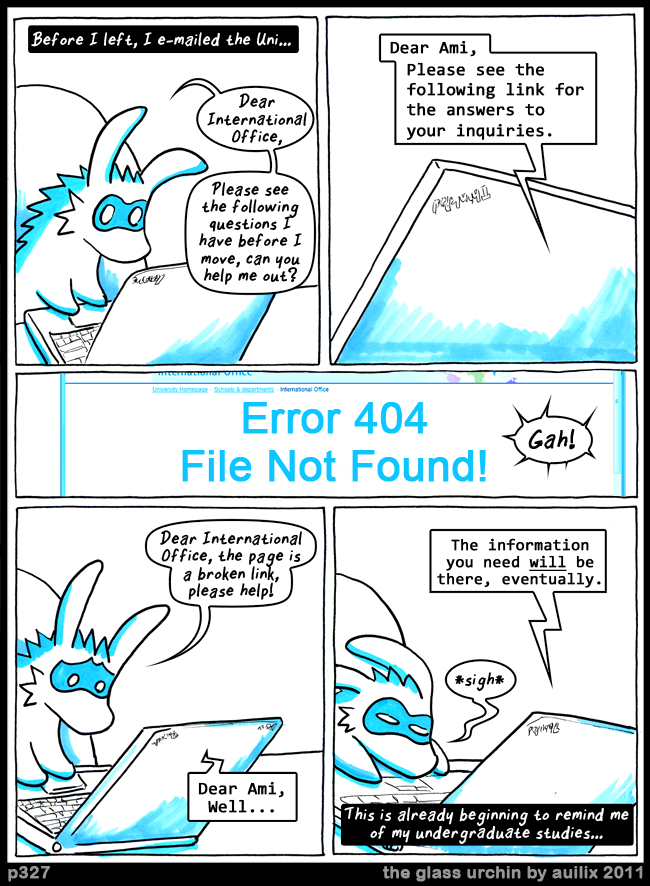 Before I left, I e-mailed the Uni...
Dear
International
Office,
Please see
the following
questions I
have before I
move, can you
help me out?
Dear Ami,
Please see the
following link for
the answers to
your inquiries.
International Office
University Homepage Schools & departments International Office
Error 404
File Not Found!
Gah!
Dear International
Office, the page is
a broken link,
please help!
Dear Ami,
Well...
The information
you need will be
there, eventually.
*sigh*
This is already beginning to remind me
of my undergraduate studies...
p327
the glass urchin by auilix 2011